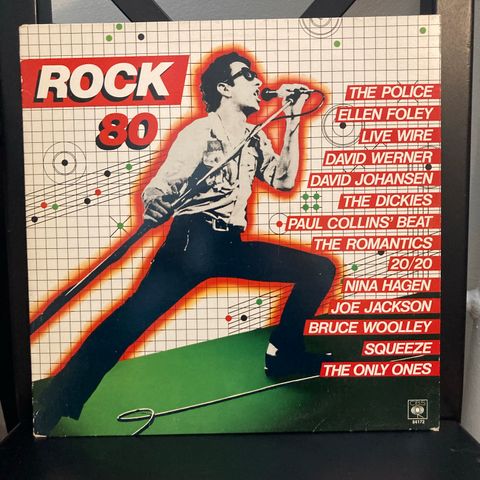 ROCK
80
THE POLICE
ELLEN FOLEY
LIVE WIRE
DAVID WERNER
DAVID JOHANSEN
THE DICKIES
PAUL COLLINS' BEAT
THE ROMANTICS
20/20
NINA HAGEN
JOE JACKSON
BRUCE WOOLLEY
SQUEEZE
THE ONLY ONES
CBS
84172